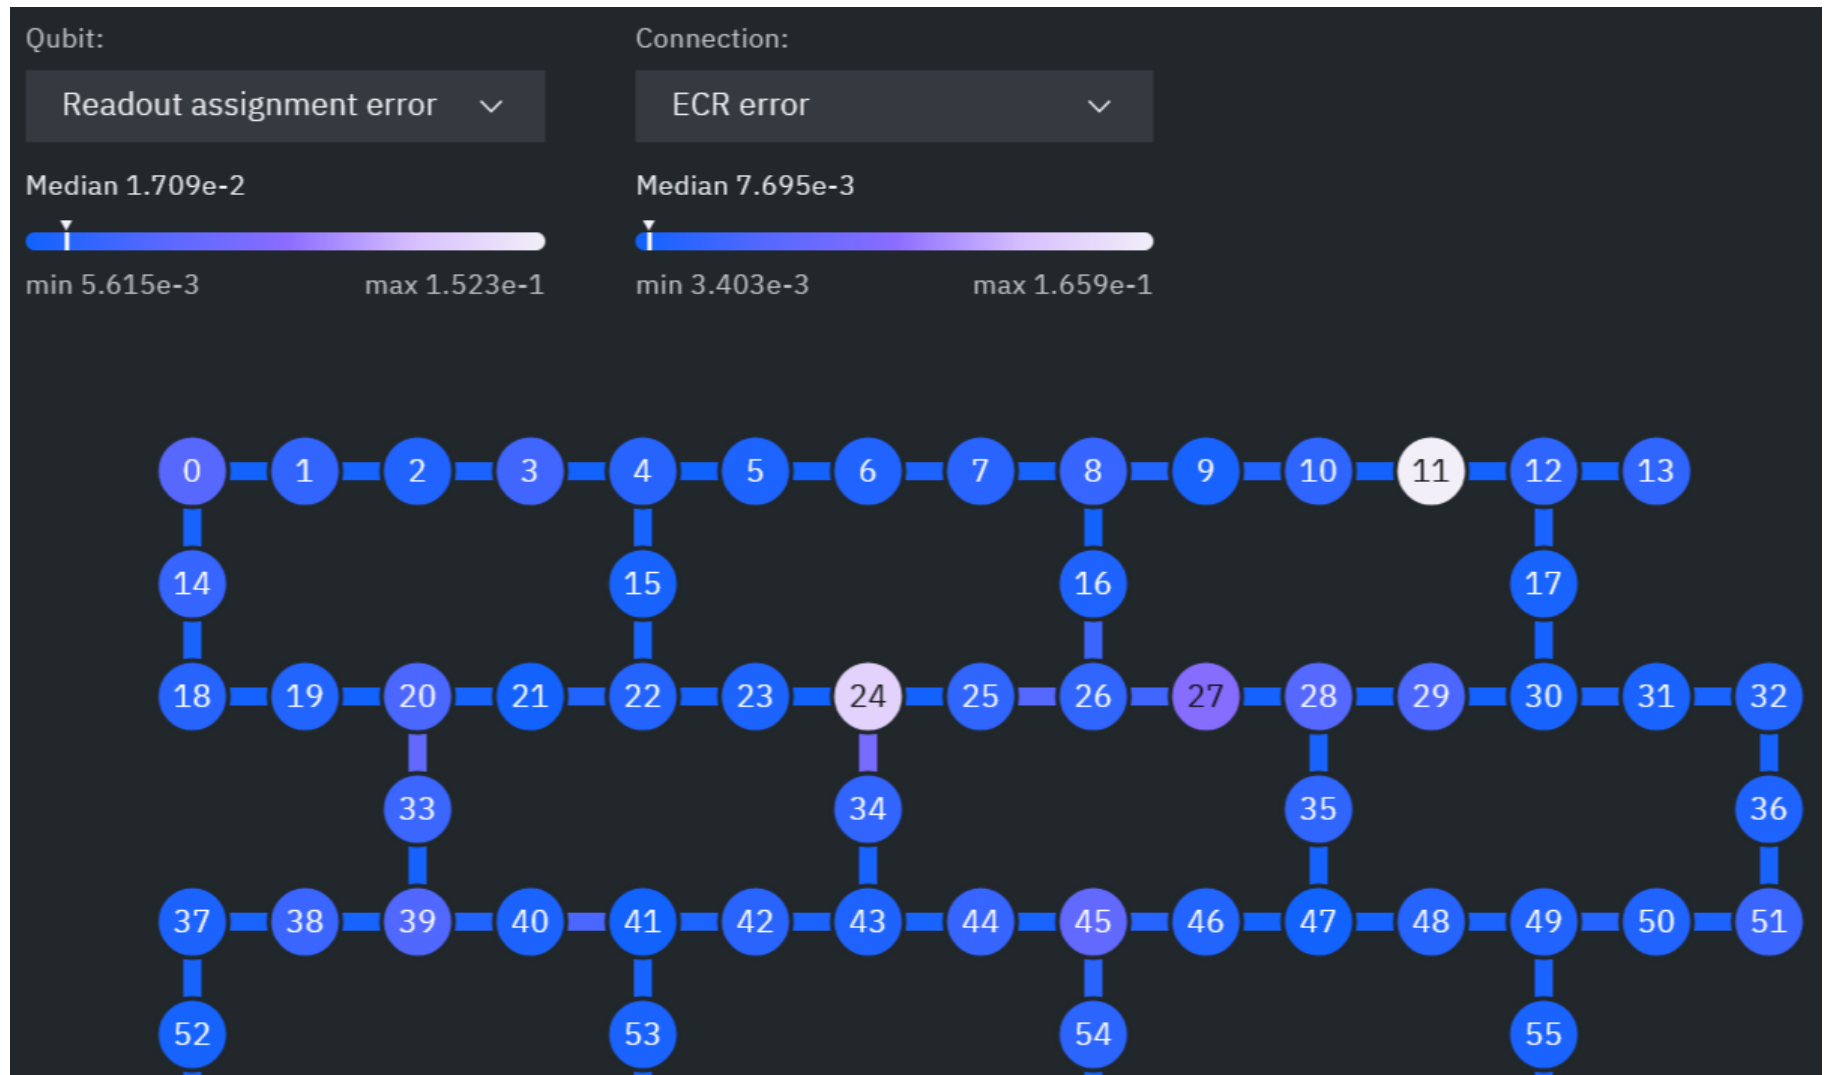 Qubit: Connection:
Readout assignment error ECR error
Median 1.709e-2 Median 7.695e-3
min 5.615e-3 max 1.523e-1 min 3.403e-3 max 1.659e-1
0 1 2 3 4 5 6 7 8 9 10 11 12 13
14 15 16 17
18 19 20 21 22 23 24 25 26 27 28 29 30 31 32
33 34 35 36
37 38 39 40 41 42 43 44 45 46 47 48 49 50 51
52 53 54 55